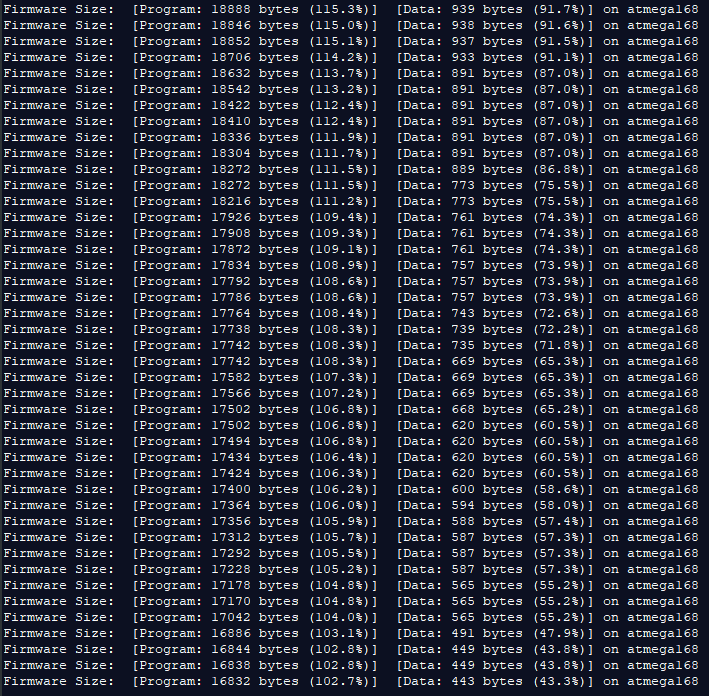 Firmware Size:  [Program: 18888 bytes (115.3%)]  [Data: 939 bytes (91.7%)] on atmega168
Firmware Size:  [Program: 18846 bytes (115.0%)]  [Data: 938 bytes (91.6%)] on atmega168
Firmware Size:  [Program: 18852 bytes (115.1%)]  [Data: 937 bytes (91.5%)] on atmega168
Firmware Size:  [Program: 18706 bytes (114.2%)]  [Data: 933 bytes (91.1%)] on atmega168
Firmware Size:  [Program: 18632 bytes (113.7%)]  [Data: 891 bytes (87.0%)] on atmega168
Firmware Size:  [Program: 18542 bytes (113.2%)]  [Data: 891 bytes (87.0%)] on atmega168
Firmware Size:  [Program: 18422 bytes (112.4%)]  [Data: 891 bytes (87.0%)] on atmega168
Firmware Size:  [Program: 18410 bytes (112.4%)]  [Data: 891 bytes (87.0%)] on atmega168
Firmware Size:  [Program: 18336 bytes (111.9%)]  [Data: 891 bytes (87.0%)] on atmega168
Firmware Size:  [Program: 18304 bytes (111.7%)]  [Data: 891 bytes (87.0%)] on atmega168
Firmware Size:  [Program: 18272 bytes (111.5%)]  [Data: 889 bytes (86.8%)] on atmega168
Firmware Size:  [Program: 18272 bytes (111.5%)]  [Data: 773 bytes (75.5%)] on atmega168
Firmware Size:  [Program: 18216 bytes (111.2%)]  [Data: 773 bytes (75.5%)] on atmega168
Firmware Size:  [Program: 17926 bytes (109.4%)]  [Data: 761 bytes (74.3%)] on atmega168
Firmware Size:  [Program: 17908 bytes (109.3%)]  [Data: 761 bytes (74.3%)] on atmega168
Firmware Size:  [Program: 17872 bytes (109.1%)]  [Data: 761 bytes (74.3%)] on atmega168
Firmware Size:  [Program: 17834 bytes (108.9%)]  [Data: 757 bytes (73.9%)] on atmega168
Firmware Size:  [Program: 17792 bytes (108.6%)]  [Data: 757 bytes (73.9%)] on atmega168
Firmware Size:  [Program: 17786 bytes (108.6%)]  [Data: 757 bytes (73.9%)] on atmega168
Firmware Size:  [Program: 17764 bytes (108.4%)]  [Data: 743 bytes (72.6%)] on atmega168
Firmware Size:  [Program: 17738 bytes (108.3%)]  [Data: 739 bytes (72.2%)] on atmega168
Firmware Size:  [Program: 17742 bytes (108.3%)]  [Data: 735 bytes (71.8%)] on atmega168
Firmware Size:  [Program: 17742 bytes (108.3%)]  [Data: 669 bytes (65.3%)] on atmega168
Firmware Size:  [Program: 17582 bytes (107.3%)]  [Data: 669 bytes (65.3%)] on atmega168
Firmware Size:  [Program: 17566 bytes (107.2%)]  [Data: 669 bytes (65.3%)] on atmega168
Firmware Size:  [Program: 17502 bytes (106.8%)]  [Data: 668 bytes (65.2%)] on atmega168
Firmware Size:  [Program: 17502 bytes (106.8%)]  [Data: 620 bytes (60.5%)] on atmega168
Firmware Size:  [Program: 17494 bytes (106.8%)]  [Data: 620 bytes (60.5%)] on atmega168
Firmware Size:  [Program: 17434 bytes (106.4%)]  [Data: 620 bytes (60.5%)] on atmega168
Firmware Size:  [Program: 17424 bytes (106.3%)]  [Data: 620 bytes (60.5%)] on atmega168
Firmware Size:  [Program: 17400 bytes (106.2%)]  [Data: 600 bytes (58.6%)] on atmega168
Firmware Size:  [Program: 17364 bytes (106.0%)]  [Data: 594 bytes (58.0%)] on atmega168
Firmware Size:  [Program: 17356 bytes (105.9%)]  [Data: 588 bytes (57.4%)] on atmega168
Firmware Size:  [Program: 17312 bytes (105.7%)]  [Data: 587 bytes (57.3%)] on atmega168
Firmware Size:  [Program: 17292 bytes (105.5%)]  [Data: 587 bytes (57.3%)] on atmega168
Firmware Size:  [Program: 17228 bytes (105.2%)]  [Data: 587 bytes (57.3%)] on atmega168
Firmware Size:  [Program: 17178 bytes (104.8%)]  [Data: 565 bytes (55.2%)] on atmega168
Firmware Size:  [Program: 17170 bytes (104.8%)]  [Data: 565 bytes (55.2%)] on atmega168
Firmware Size:  [Program: 17042 bytes (104.0%)]  [Data: 565 bytes (55.2%)] on atmega168
Firmware Size:  [Program: 16886 bytes (103.1%)]  [Data: 491 bytes (47.9%)] on atmega168
Firmware Size:  [Program: 16844 bytes (102.8%)]  [Data: 449 bytes (43.8%)] on atmega168
Firmware Size:  [Program: 16838 bytes (102.8%)]  [Data: 449 bytes (43.8%)] on atmega168
Firmware Size:  [Program: 16832 bytes (102.7%)]  [Data: 443 bytes (43.3%)] on atmega168